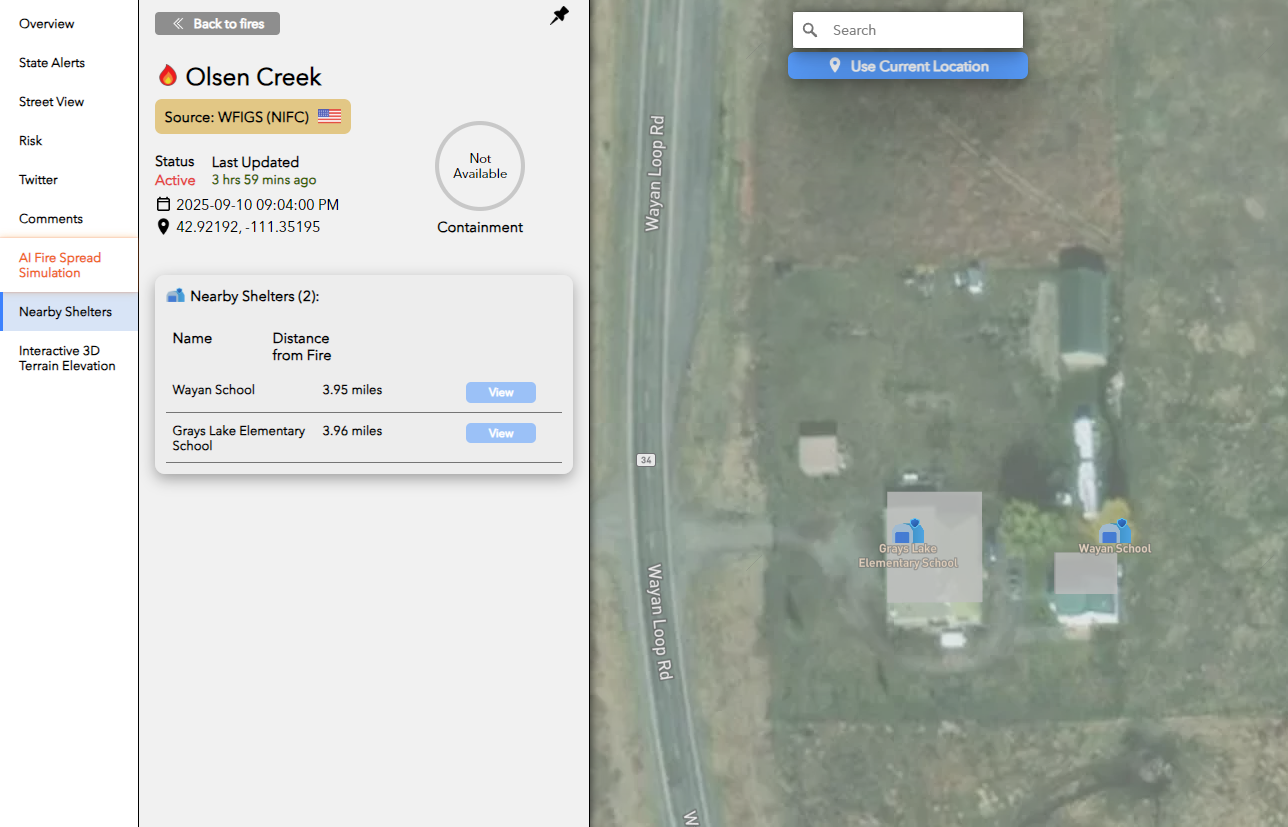 Overview
State Alerts
Street View
Risk
Twitter
Comments
AI Fire Spread
Simulation
Nearby Shelters
Interactive 3D
Terrain Elevation
Back to fires
Olsen Creek
Source: WFIGS (NIFC)
Status
Active
Last Updated
3 hrs 59 mins ago
2025-09-10 09:04:00 PM
42.92192, -111.35195
Not
Available
Containment
Nearby Shelters (2):
Name
Distance
from Fire
Wayan School
3.95 miles
View
Grays Lake Elementary
School
3.96 miles
View
Search
Use Current Location
Wayan Loop Rd
34
Grays Lake
Elementary School
Wayan School
Wayan Loop Rd
W